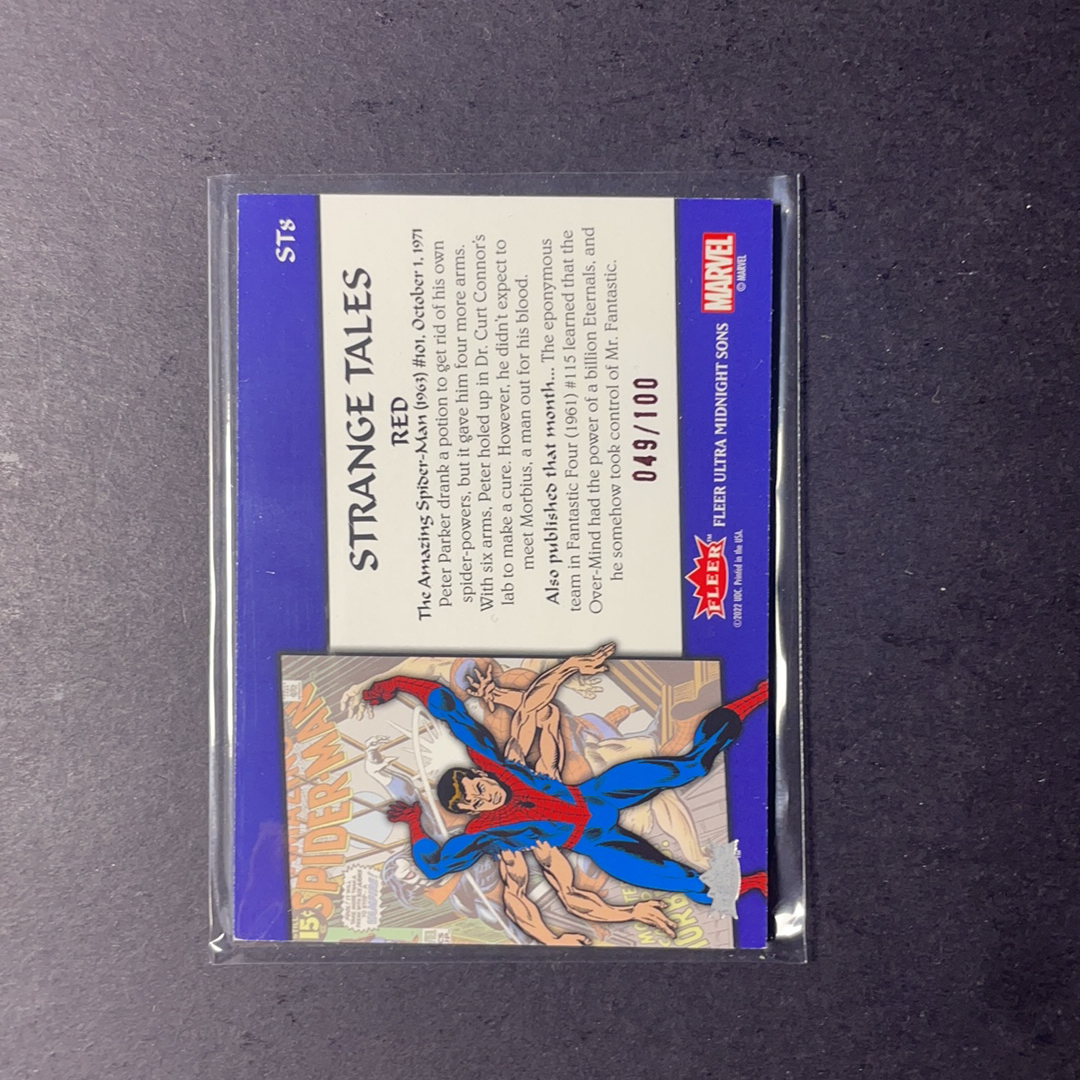 ST8
STRANGE TALES
RED
The Amazing Spider-Man (1963) #101, October 1, 1971
Peter Parker drank a potion to get rid of his own
spider-powers, but it gave him four more arms.
With six arms, Peter holed up in Dr. Curt Connor's
lab to make a cure. However, he didn't expect to
meet Morbius, a man out for his blood.
Also published that month... The eponymous
team in Fantastic Four (1961) #115 learned that the
Over-Mind had the power of a billion Eternals, and
he somehow took control of Mr. Fantastic.
049/100
FLEER™ FLEER ULTRA MIDNIGHT SONS MARVEL
©2022 UDC. Printed in the USA.
© MARVEL
15¢
SPIDER-MAN